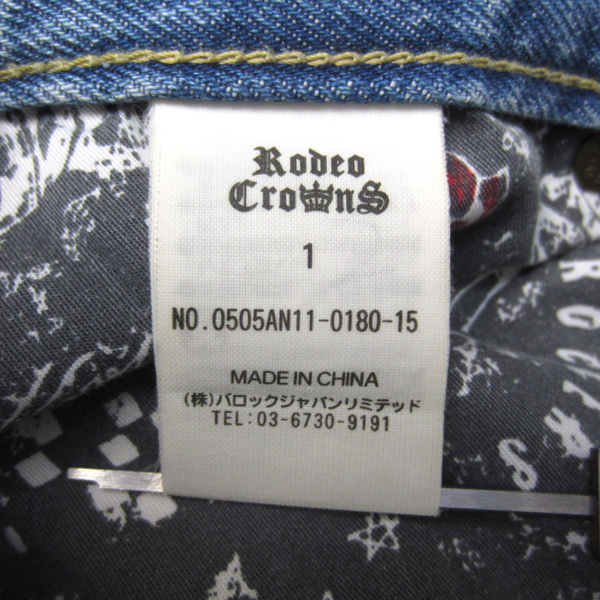 Rodeo
CrownS
1
NO.0505AN11-0180-15
MADE IN CHINA
(株)バロックジャパンリミテッド
TEL:03-6730-9191